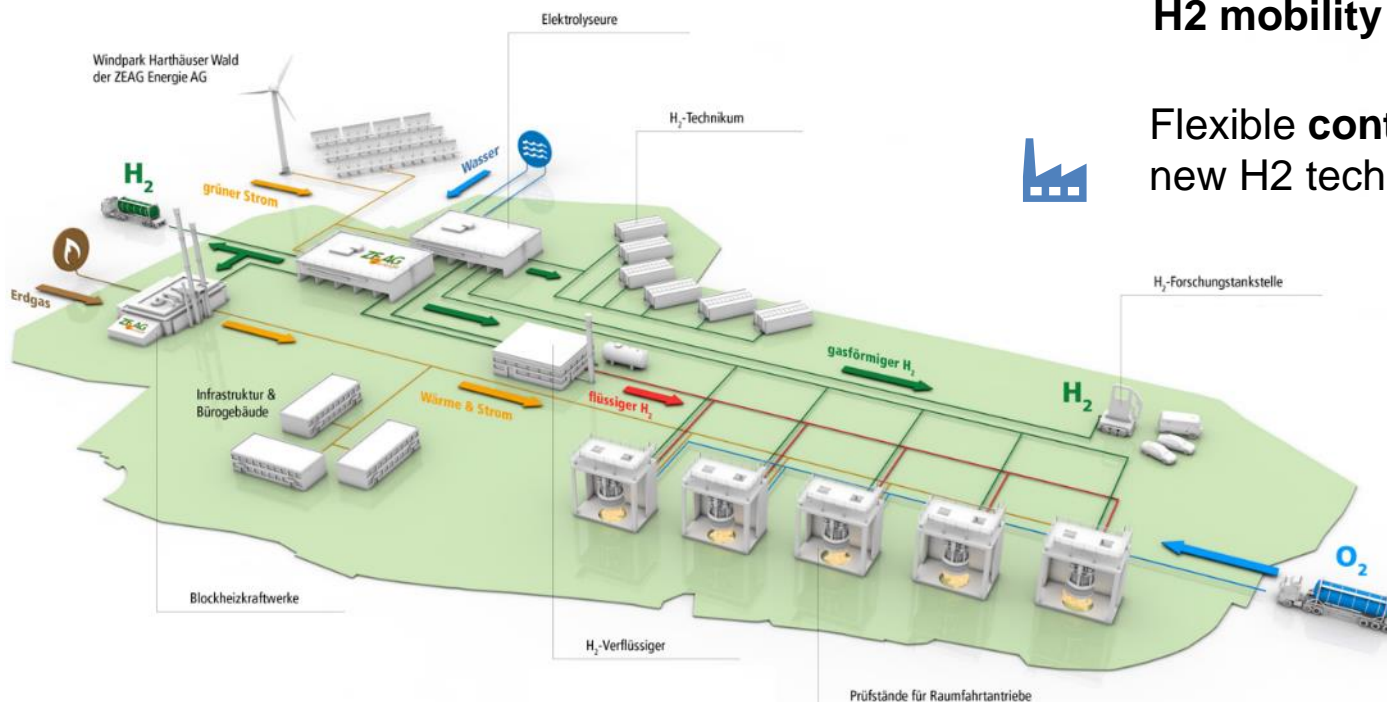 Elektrolyseure
H2 mobility
Windpark Harthäuser Wald
der ZEAG Energie AG
H₂-Technikum
Flexible cont
new H2 tech
Wasser
H₂
grüner Strom
ZEAG
Erdgas
ZEAG
H₂-Forschungstankstelle
gasförmiger H₂
Infrastruktur &
Bürogebäude
Wärme & Strom
flüssiger H₂
H₂
O₂
Blockheizkraftwerke
H₂-Verflüssiger
Prüfstände für Raumfahrtantriebe